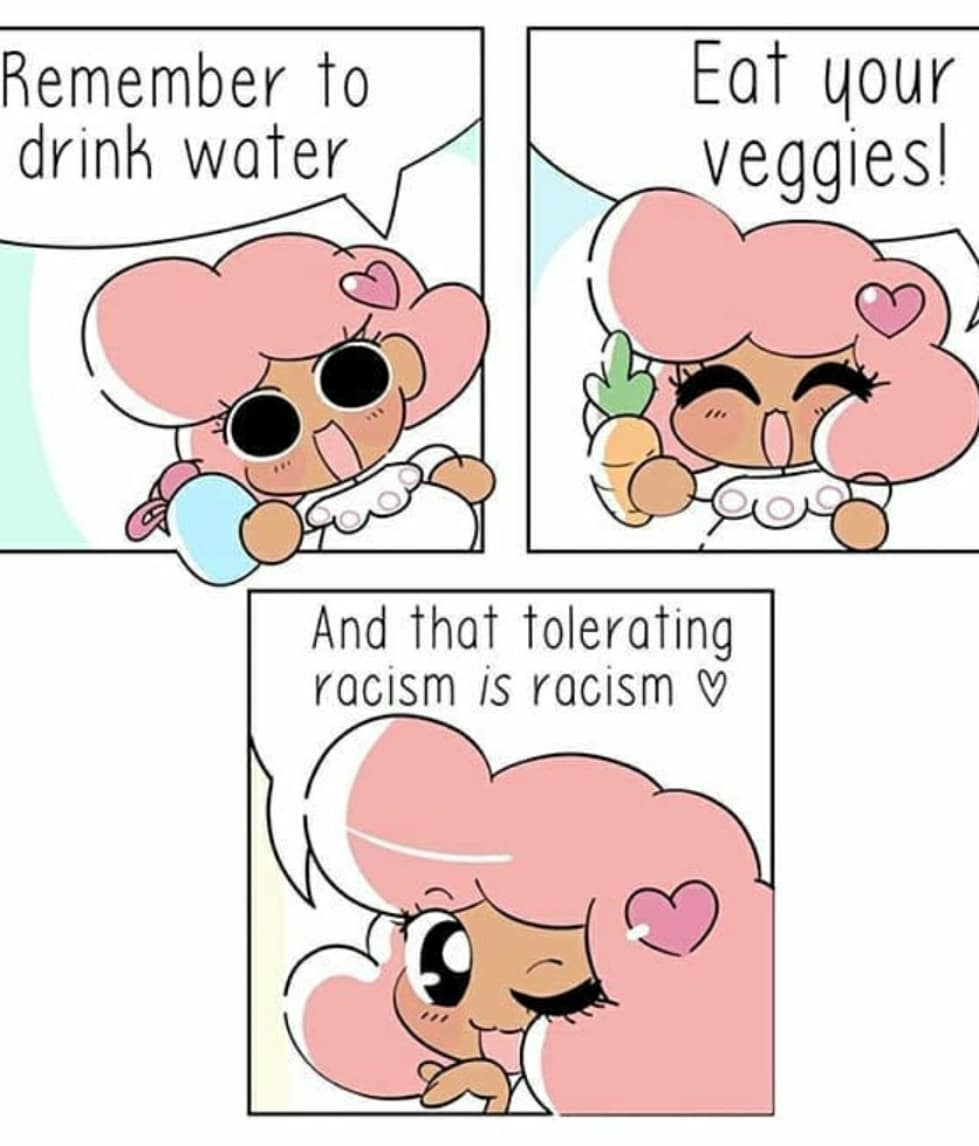 Remember to
drink water
Eat your
veggies!
And that tolerating
racism is racism ♡